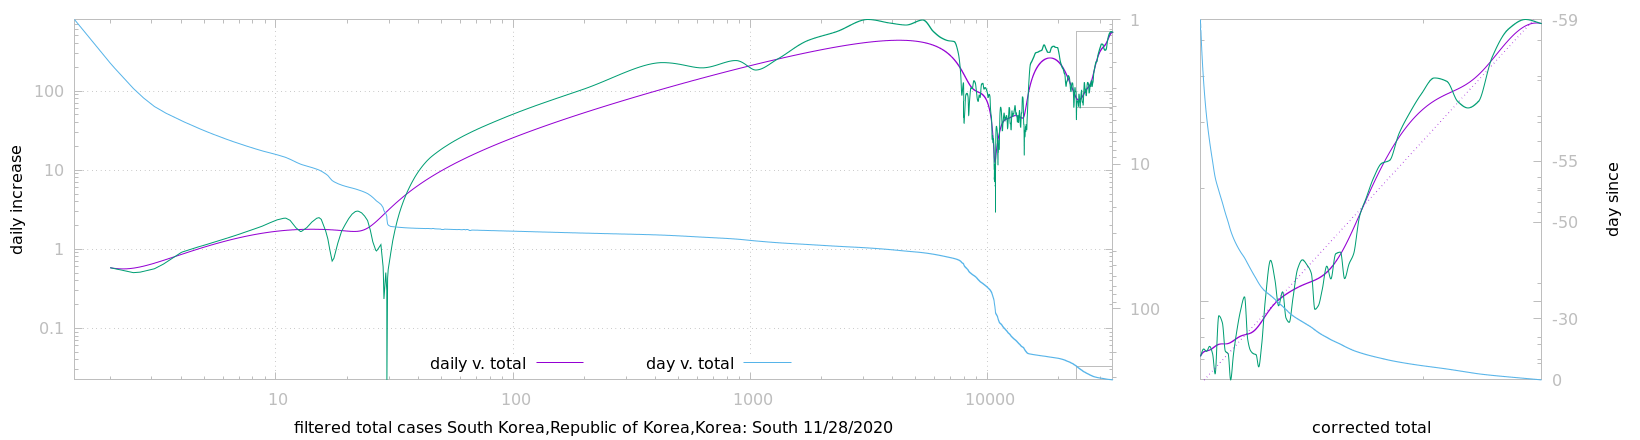 daily increase
100
10
1
0.1
daily v. total
day v. total
10
100
1000
10000
filtered total cases South Korea,Republic of Korea,Korea: South 11/28/2020
1
10
100
-59
-55
-50
-30
0
day since
corrected total